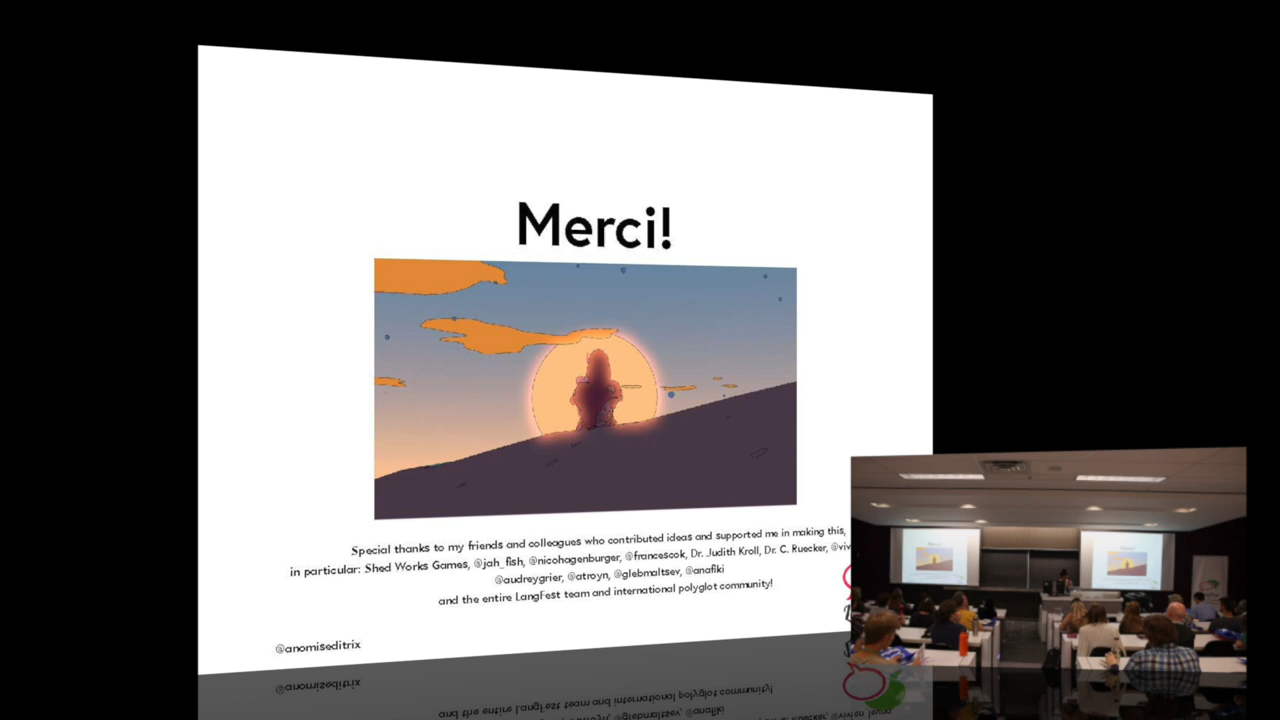 Merci!
Special thanks to my friends and colleagues who contributed ideas and supported me in making this,
in particular: Shed Works Games, @jah_fish, @nicohagenburger, @francescok, Dr. Judith Kroll, Dr. C. Ruecker,
@audreygrier, @atroyn, @glebmaltsev, @anafiki
and the entire LangFest team and international polyglot community!
@anomiseditrix